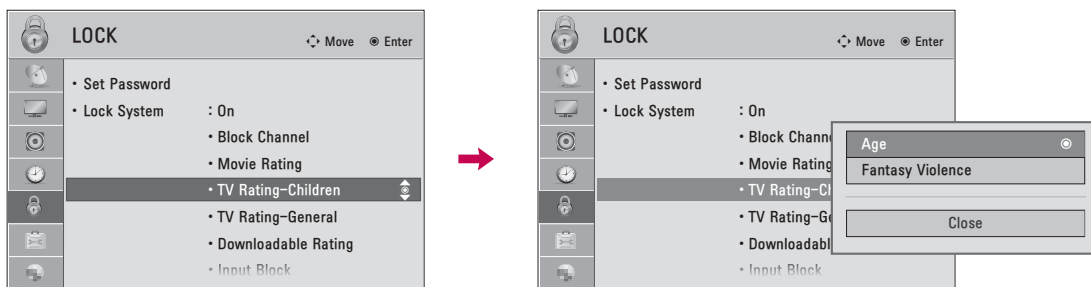 LOCK
Move Enter
• Set Password
• Lock System : On
• Block Channel
• Movie Rating
• TV Rating-Children
• TV Rating-General
• Downloadable Rating
• Input Block
LOCK
Move Enter
• Set Password
• Lock System : On
• Block Chann
• Movie Rating
• TV Rating-Ch
• TV Rating-Ge
• Downloadabl
• Input Block
Age
Fantasy Violence
Close